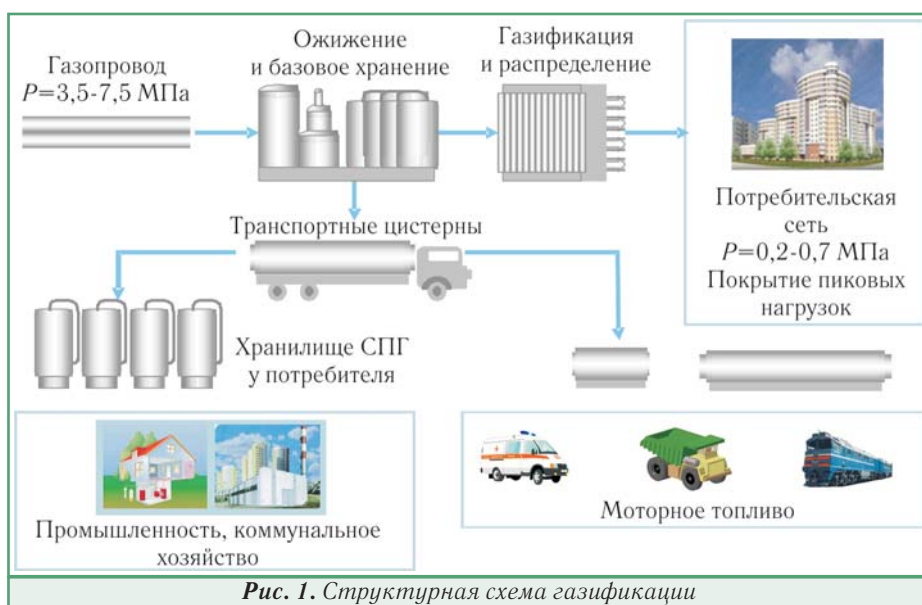 Газопровод
P=3,5-7,5 МПа
Ожижение
и базовое хранение
Газификация
и распределение
Потребительская
сеть
P=0,2-0,7 МПа
Покрытие пиковых
нагрузок
Транспортные цистерны
Хранилище СПГ
у потребителя
Промышленность, коммунальное
хозяйство
Моторное топливо
Рис. 1. Структурная схема газификации